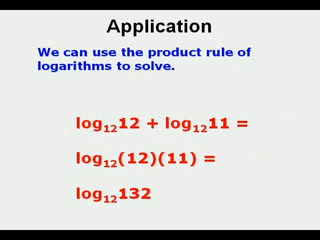 Application
We can use the product rule of
logarithms to solve.
log₁₂12 + log₁₂11 =
log₁₂(12)(11) =
log₁₂132